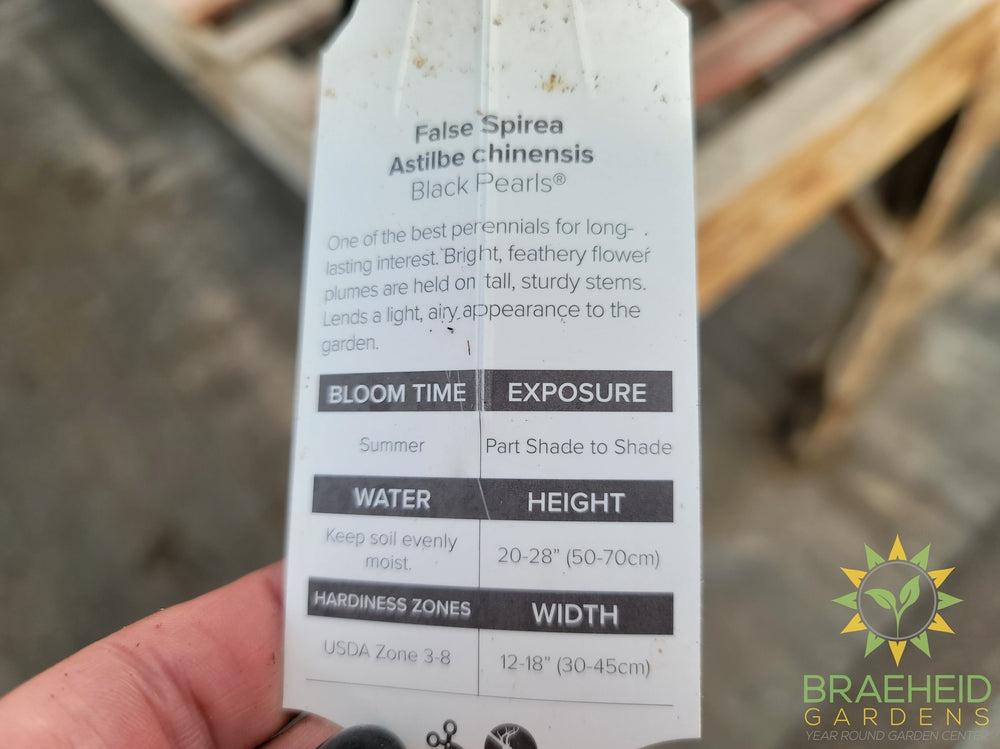 False Spirea
Astilbe chinensis
Black Pearls®
One of the best perennials for long-
lasting interest. Bright, feathery flower
plumes are held on tall, sturdy stems.
Lends a light, airy appearance to the
garden.
BLOOM TIME EXPOSURE
Summer Part Shade to Shade
WATER HEIGHT
Keep soil evenly
moist. 20-28" (50-70cm)
HARDINESS ZONES WIDTH
USDA Zone 3-8 12-18" (30-45cm)
BRAEHEID
GARDENS
YEAR ROUND GARDEN CENTER